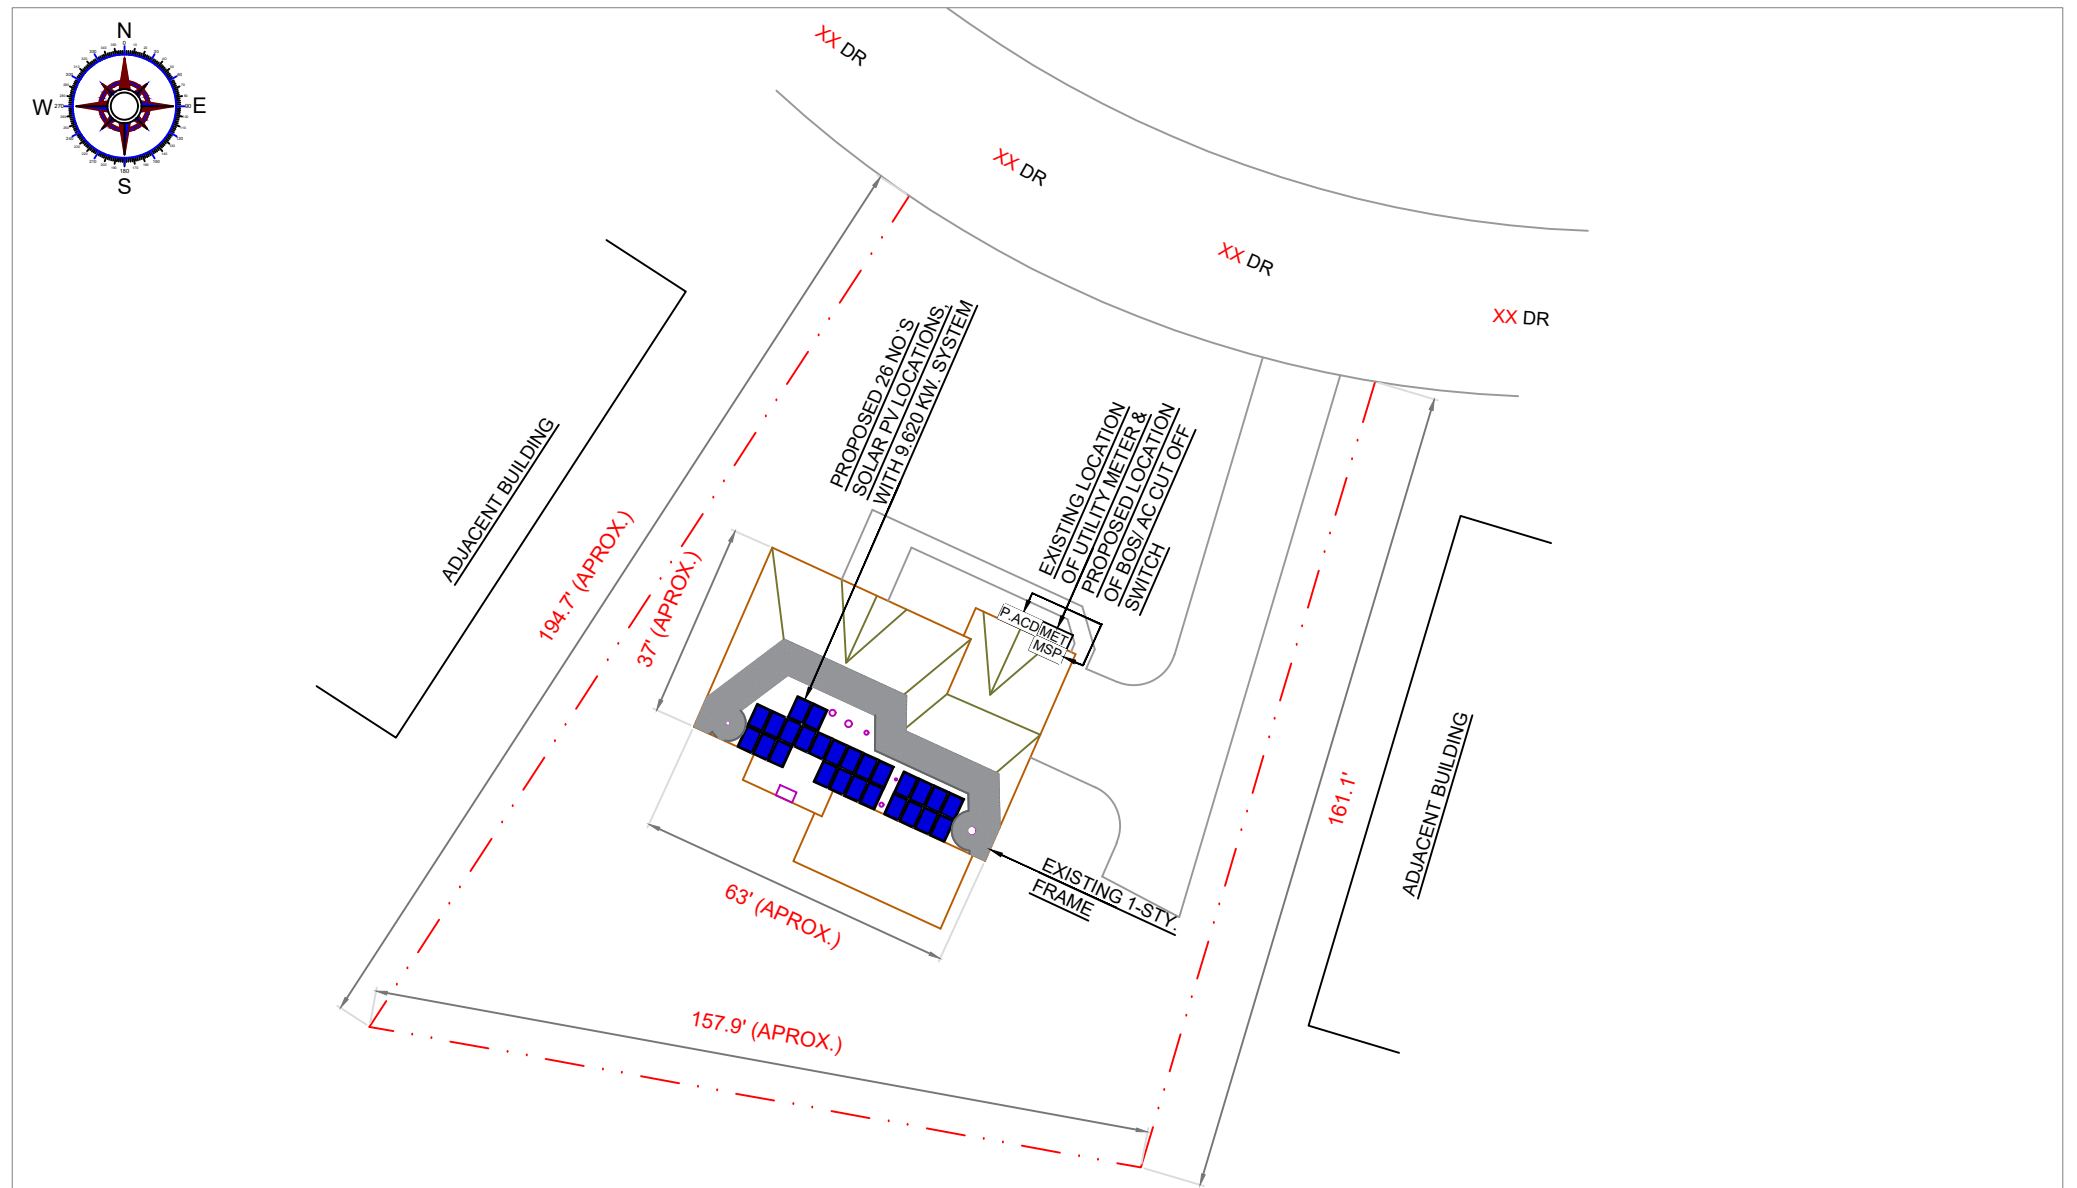 N
W
E
S
XX DR
XX DR
XX DR
XX DR
PROPOSED 26 NO'S
SOLAR PV LOCATIONS,
WITH 9.620 KW. SYSTEM
EXISTING LOCATION
OF UTILITY METER &
PROPOSED LOCATION
OF BOS/ AC CUT OFF
SWITCH
ADJACENT BUILDING
194.7' (APROX.)
37' (APROX.)
P.ACD
MET
MSP
161.1'
ADJACENT BUILDING
EXISTING 1-STY.
FRAME
63' (APROX.)
157.9' (APROX.)